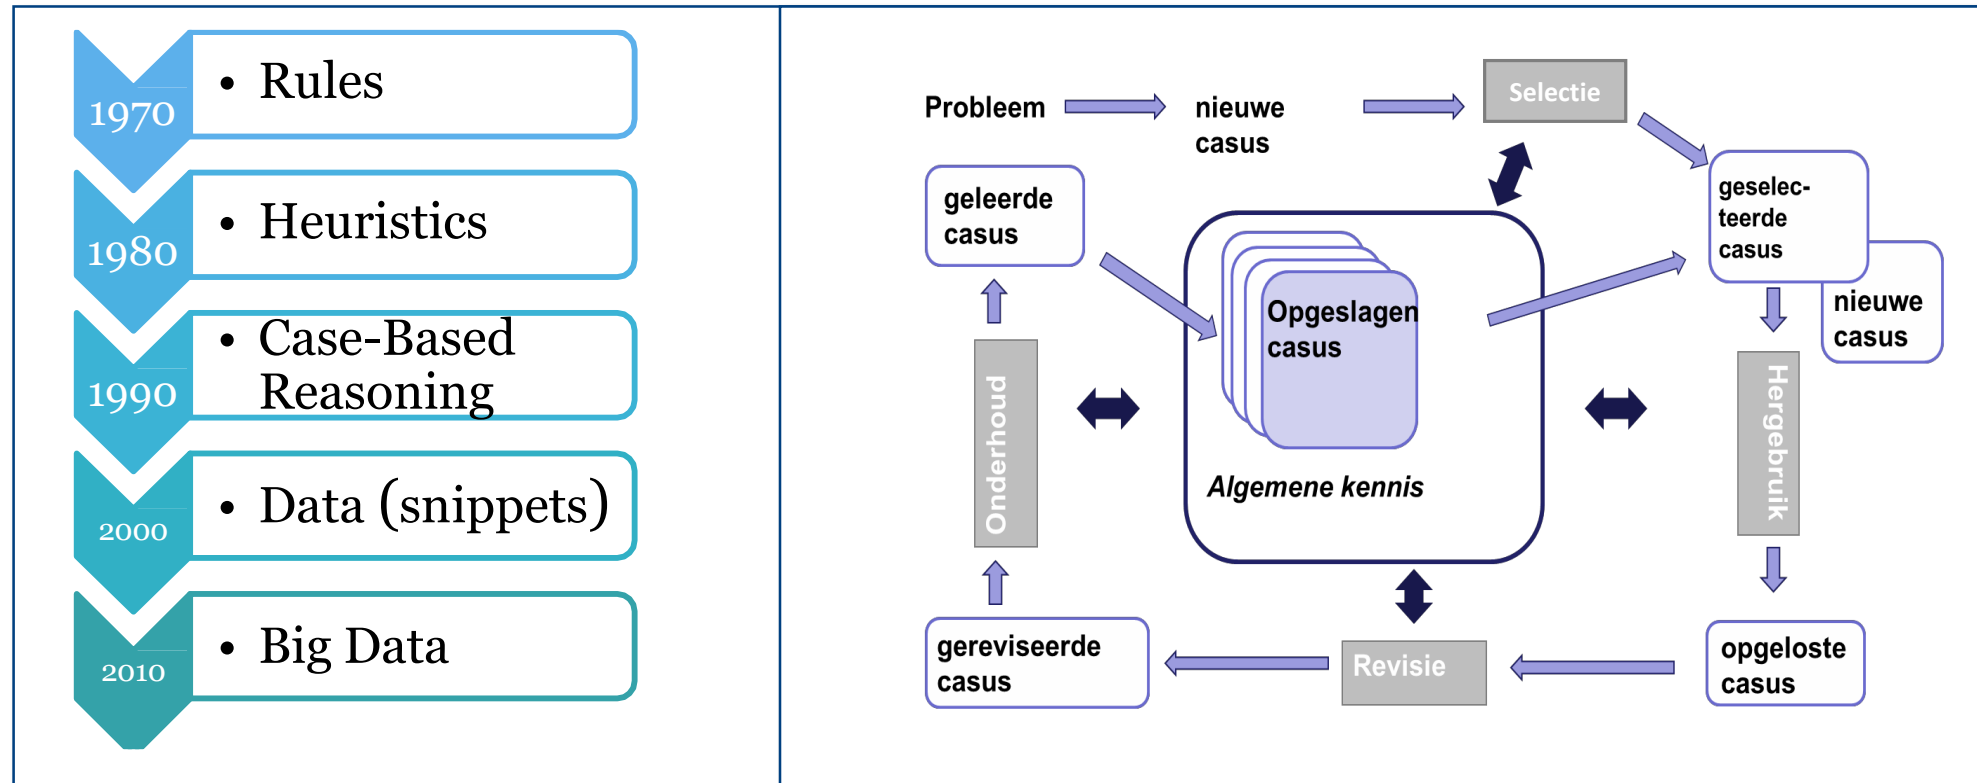 1970
• Rules
1980
• Heuristics
1990
• Case-Based
Reasoning
2000
• Data (snippets)
2010
• Big Data
Probleem
nieuwe
casus
Selectie
geleerde
casus
geselec-
teerde
casus
nieuwe
casus
Opgeslagen
casus
Algemene kennis
Onderhoud
Hergebruik
gereviseerde
casus
Revisie
opgeloste
casus